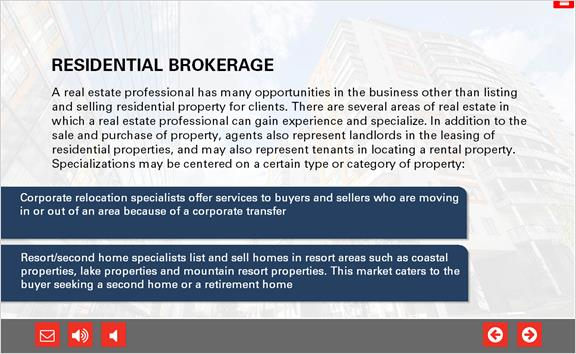 RESIDENTIAL BROKERAGE
A real estate professional has many opportunities in the business other than listing
and selling residential property for clients. There are several areas of real estate in
which a real estate professional can gain experience and specialize. In addition to the
sale and purchase of property, agents also represent landlords in the leasing of
residential properties, and may also represent tenants in locating a rental property.
Specializations may be centered on a certain type or category of property:
Corporate relocation specialists offer services to buyers and sellers who are moving
in or out of an area because of a corporate transfer
Resort/second home specialists list and sell homes in resort areas such as coastal
properties, lake properties and mountain resort properties. This market caters to the
buyer seeking a second home or a retirement home